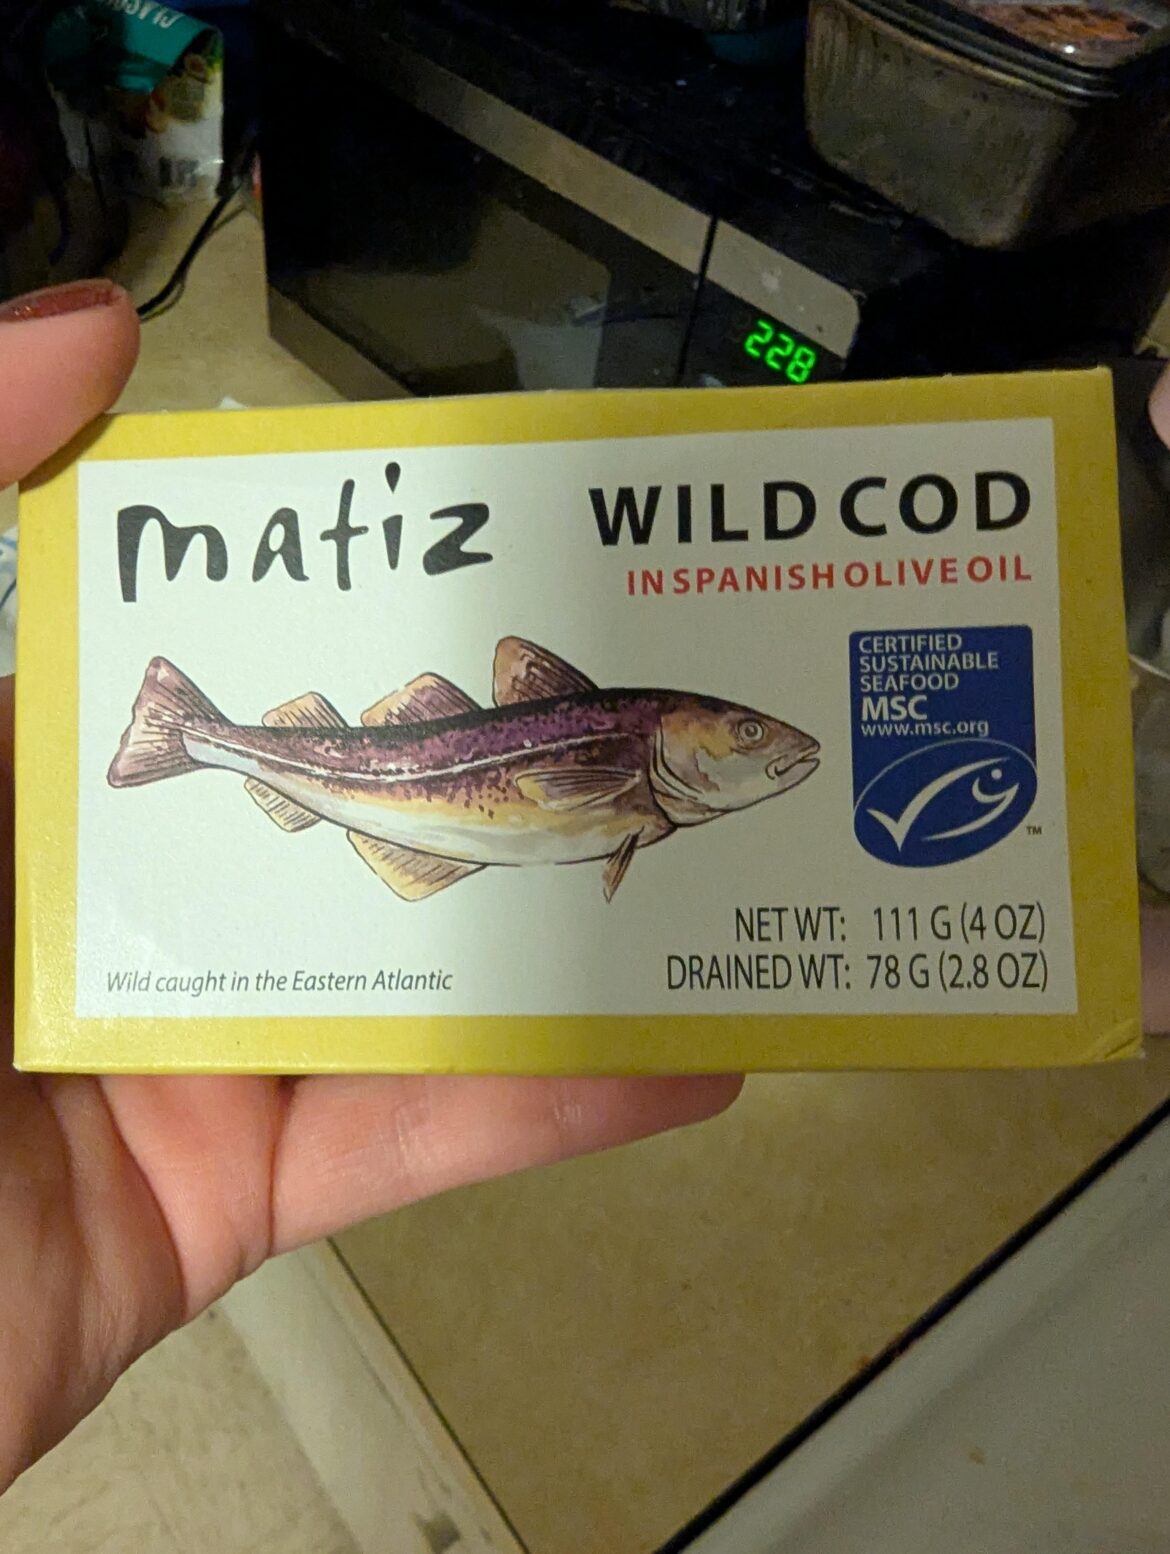 228
matiz
WILD COD
IN SPANISH OLIVE OIL
CERTIFIED
SUSTAINABLE
SEAFOOD
MSC
www.msc.org
TM
NET WT: 111 G (4 OZ)
DRAINED WT: 78 G (2.8 OZ)
Wild caught in the Eastern Atlantic